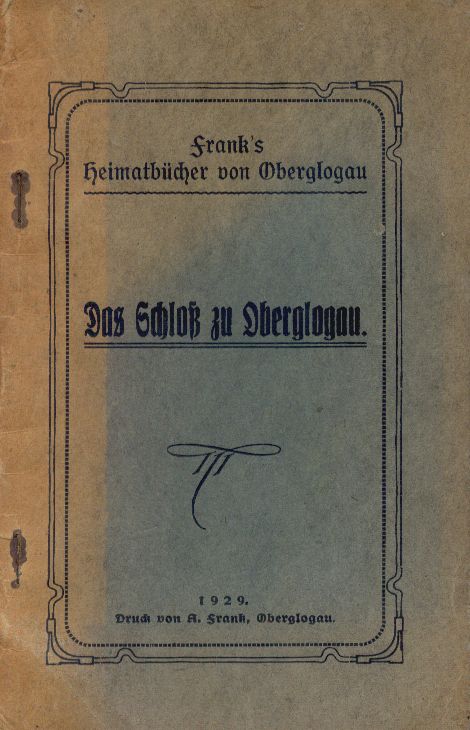 Frank's
Heimatbücher von Oberglogau
Das Schloß zu Oberglogau.
1929.
Druck von A. Frank, Oberglogau.